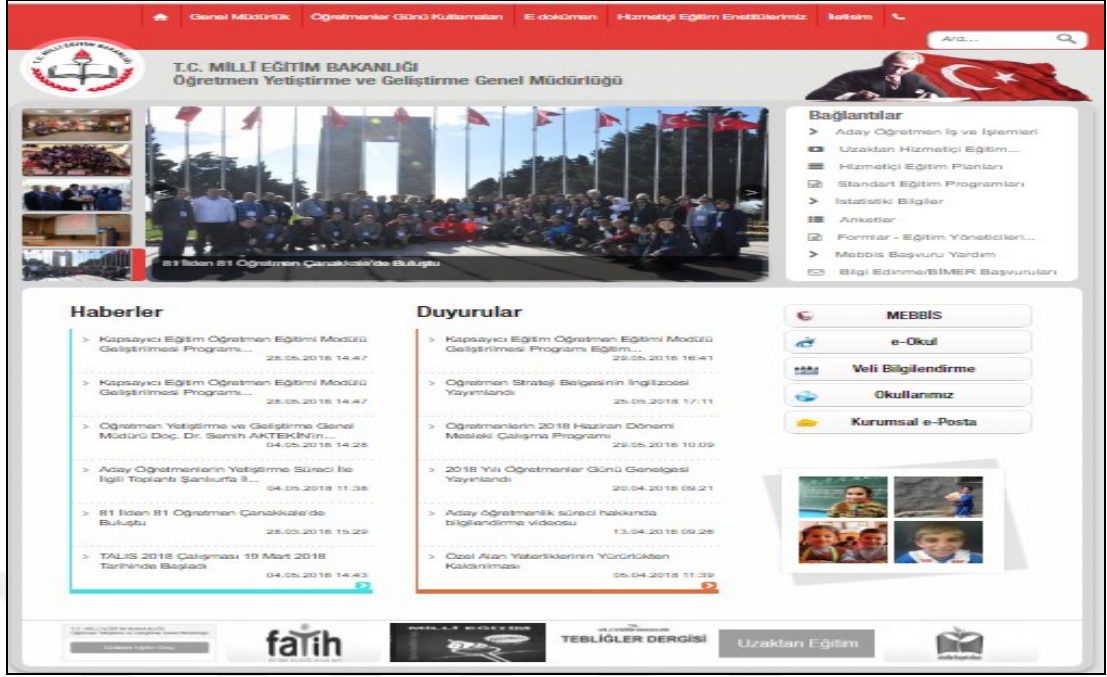 Genel Müdürlük Öğretmenler Günü Kutlamaları E doküman Hizmetiçi Eğitim Enstitülerimiz İletisim
Ara...
T.C. MİLLÎ EĞİTİM BAKANLIĞI
Öğretmen Yetiştirme ve Geliştirme Genel Müdürlüğü
81 İlden 81 Öğretmen Çanakkale'de Buluştu
Bağlantılar
Aday Öğretmen İş ve İşlemleri
Uzaktan Hizmetiçi Eğitim...
Hizmetiçi Eğitim Planları
Standart Eğitim Programları
İstatistiki Bilgiler
Anketler
Formlar - Eğitim Yöneticileri...
Mebbis Başvuru Yardım
Bilgi Edinme/BİMER Başvuruları
Haberler
> Kapsayıcı Eğitim Öğretmen Eğitimi Modülü
Geliştirilmesi Programı...
28.05.2018 14:47
> Kapsayıcı Eğitim Öğretmen Eğitimi Modülü
Geliştirilmesi Programı...
28.05.2018 14:47
> Öğretmen Yetiştirme ve Geliştirme Genel
Müdürü Doç. Dr. Semih AKTEKİN'in...
04.05.2018 14:28
> Aday Öğretmenlerin Yetiştirme Süreci İle
İlgili Toplantı Şanlıurfa İl...
04.05.2018 11:38
> 81 İlden 81 Öğretmen Çanakkale'de
Buluştu
28.03.2018 15:29
> TALIS 2018 Çalışması 19 Mart 2018
Tarihinde Başladı
04.05.2018 14:43
Duyurular
> Kapsayıcı Eğitim Öğretmen Eğitimi Modülü
Geliştirilmesi Programı Eğitim...
29.05.2018 16:41
> Öğretmen Strateji Belgesinin İngilizcesi
Yayımlandı
25.05.2018 17:11
> Öğretmenlerin 2018 Haziran Dönemi
Mesleki Çalışma Programı
29.05.2018 10:09
> 2018 Yılı Öğretmenler Günü Genelgesi
Yayınlandı
20.04.2018 09:21
> Aday öğretmenlik süreci hakkında
bilgilendirme videosu
13.04.2018 09:26
> Özel Alan Yeterliklerinin Yürürlükten
Kaldırılması
05.04.2018 11:39
MEBBİS
e-Okul
Veli Bilgilendirme
Okullarımız
Kurumsal e-Posta
fatih
MİLLÎ EĞİTİM
TEBLİĞLER DERGİSİ
Uzaktan Eğitim